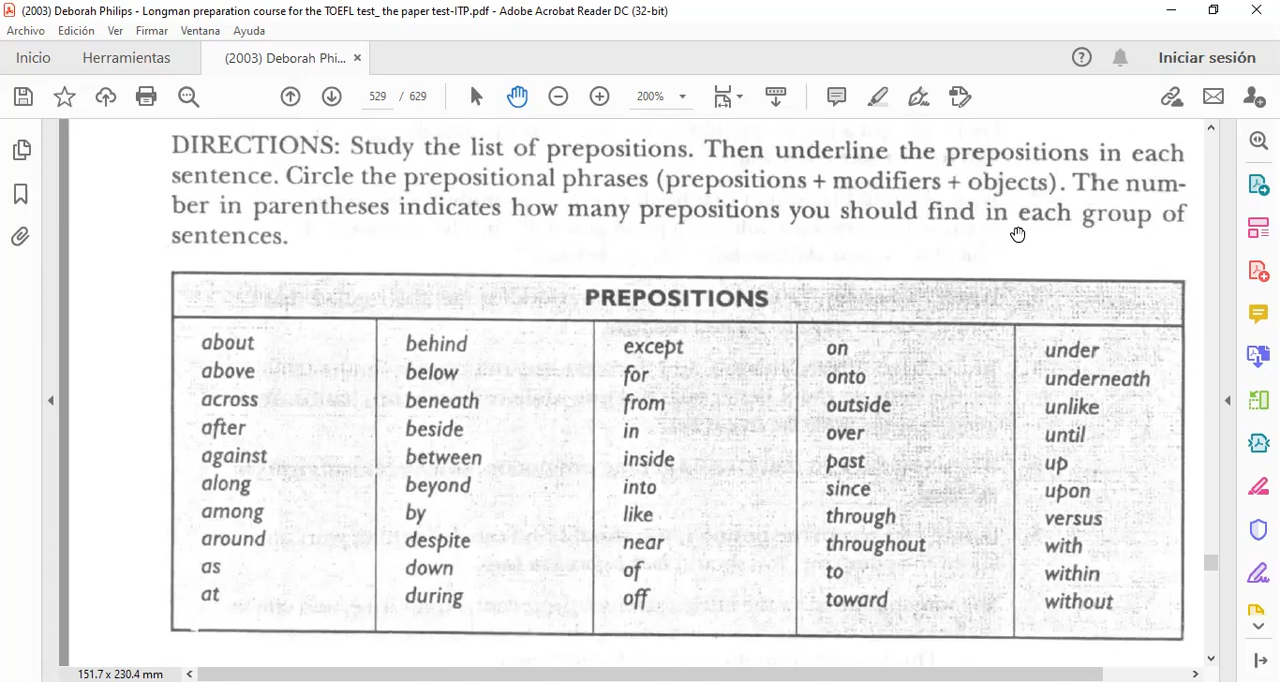 (2003) Deborah Philips - Longman preparation course for the TOEFL test_ the paper test-ITP.pdf - Adobe Acrobat Reader DC (32-bit)
Archivo Edición Ver Firmar Ventana Ayuda
Inicio Herramientas (2003) Deborah Phi... × Iniciar sesión
529 / 629 200%
DIRECTIONS: Study the list of prepositions. Then underline the prepositions in each
sentence. Circle the prepositional phrases (prepositions + modifiers + objects). The num-
ber in parentheses indicates how many prepositions you should find in each group of
sentences.
PREPOSITIONS
about behind except on under
above below for onto underneath
across beneath from outside unlike
after beside in over until
against between inside past up
along beyond into since upon
among by like through versus
around despite near throughout with
as down of to within
at during off toward without
151.7 x 230.4 mm